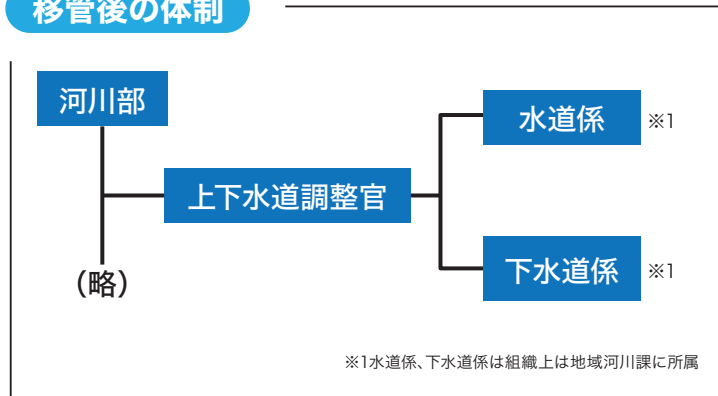 移管後の体制
河川部
水道係 ※1
上下水道調整官
下水道係 ※1
(略)
※1水道係、下水道係は組織上は地域河川課に所属